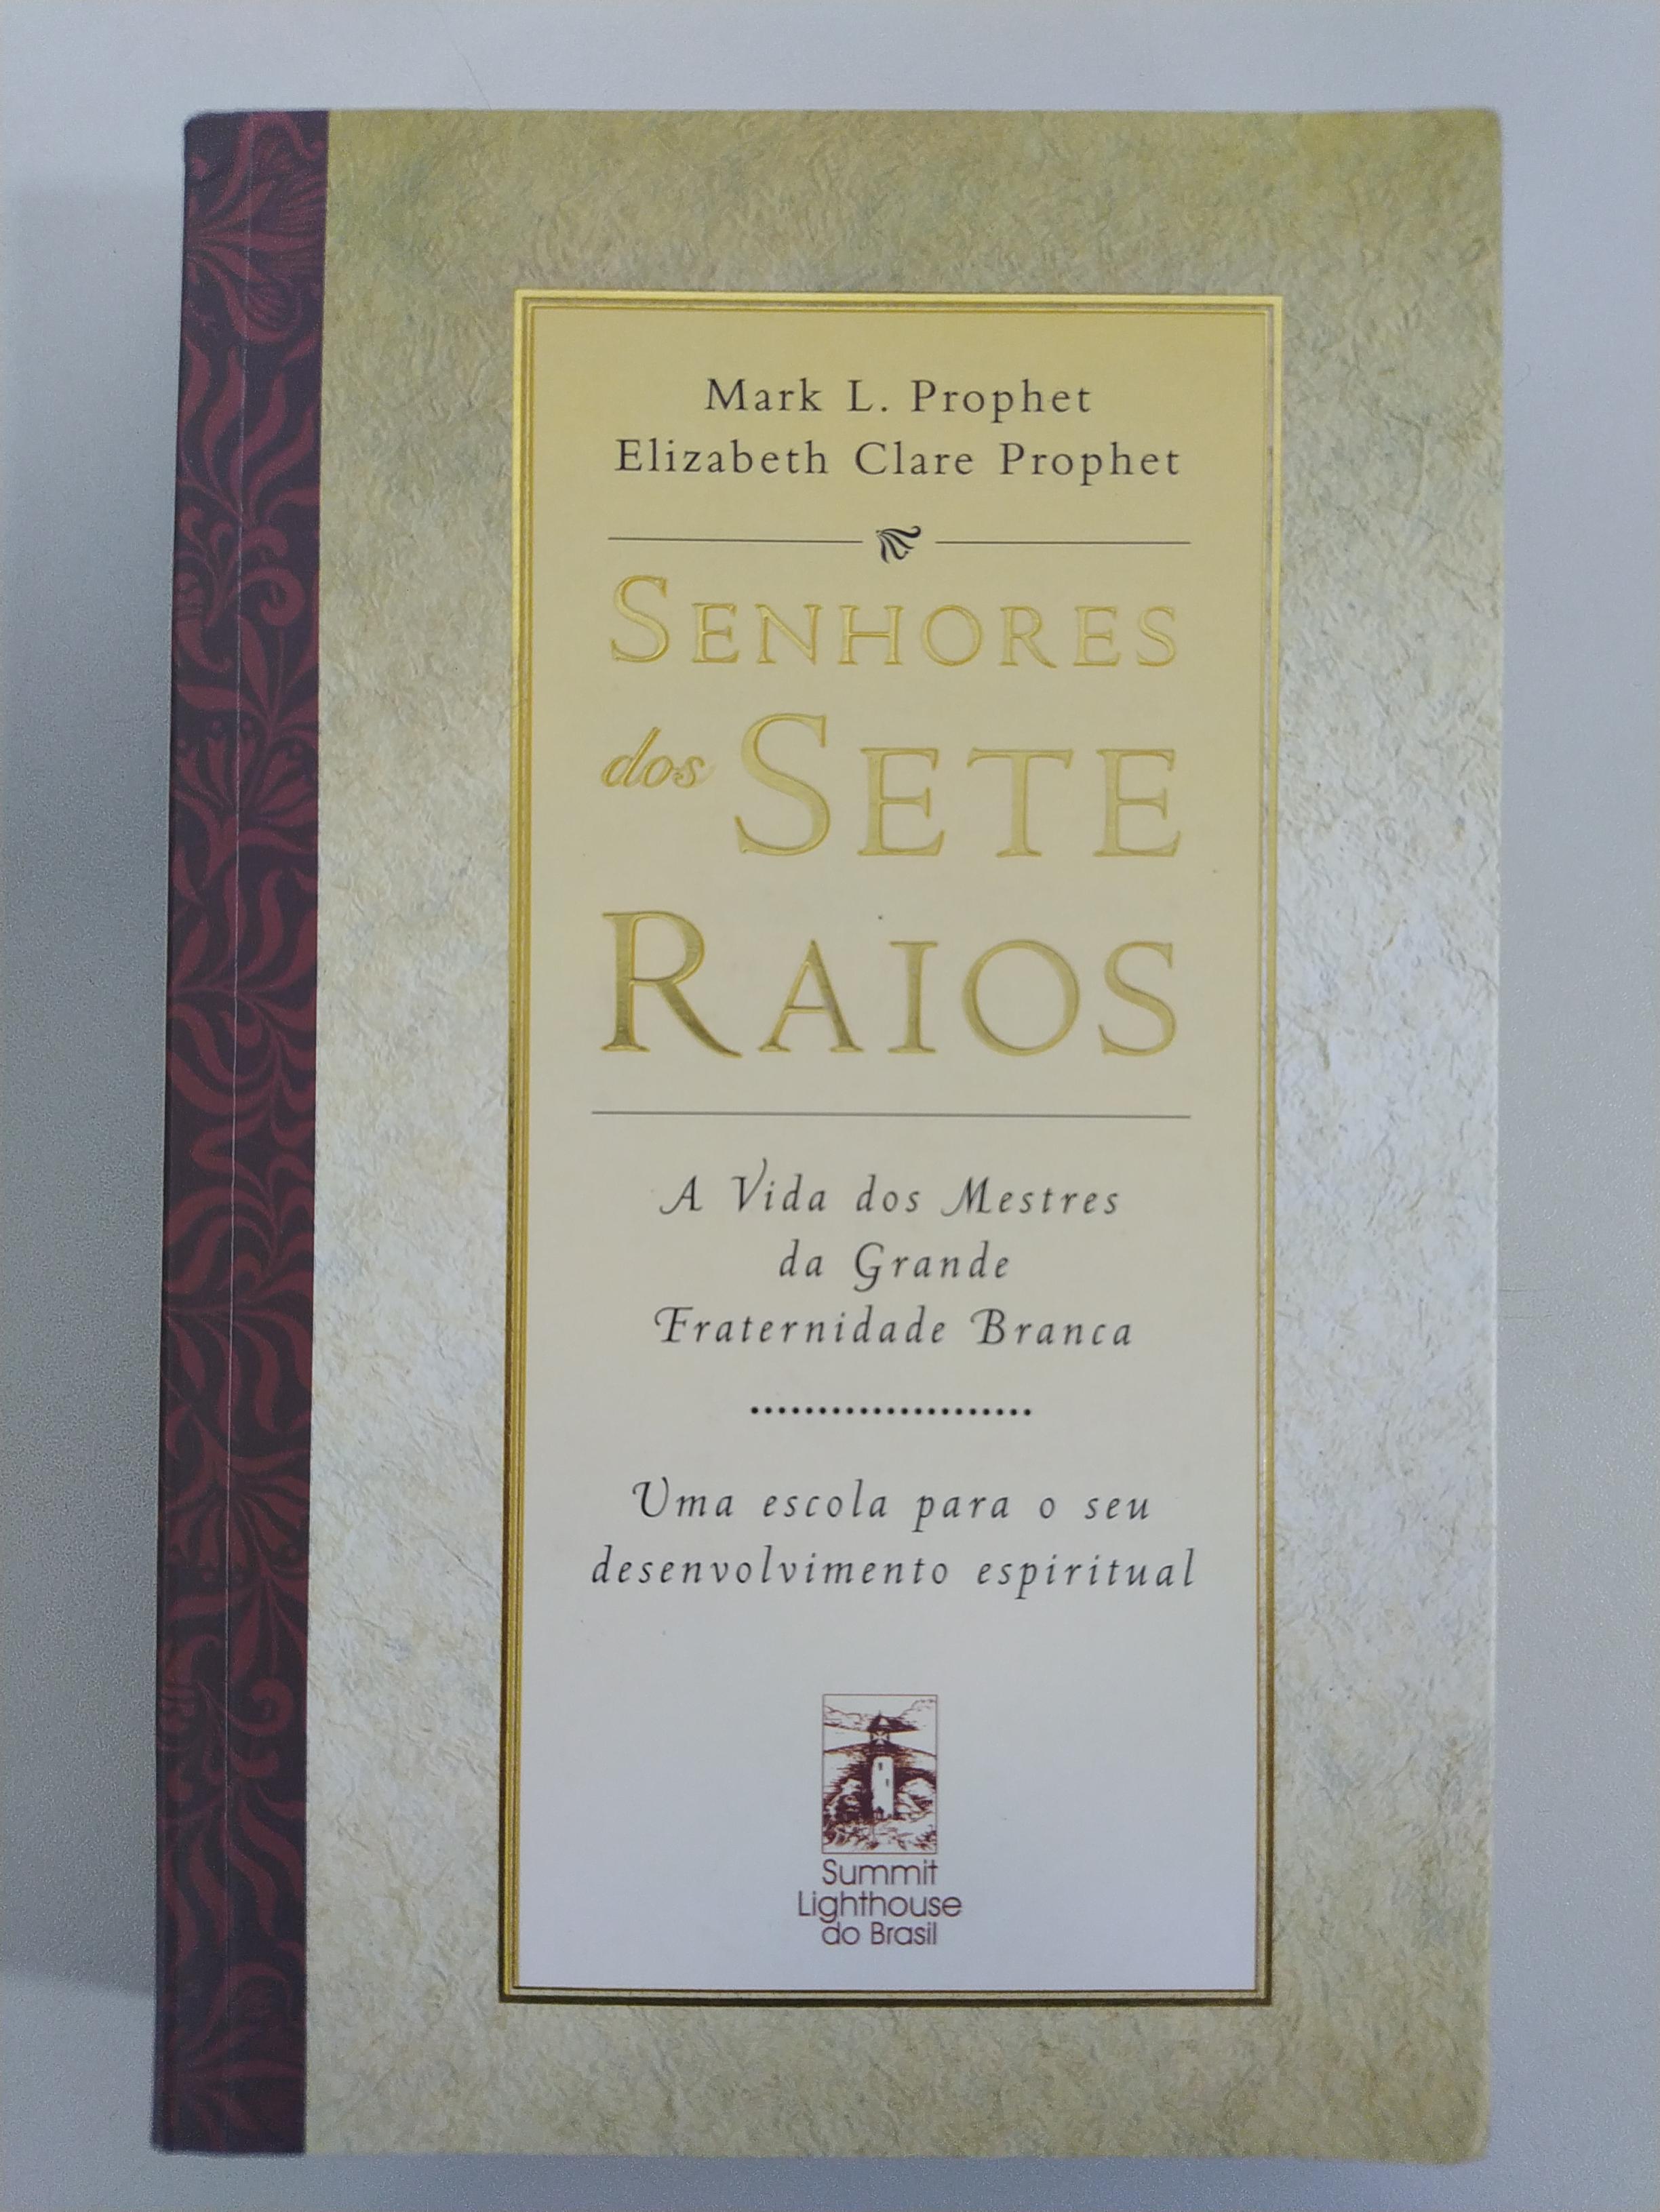 Mark L. Prophet
Elizabeth Clare Prophet
SENHORES
dos SETE
RAIOS
A Vida dos Mestres
da Grande
Fraternidade Branca
Uma escola para o seu
desenvolvimento espiritual
Summit
Lighthouse
do Brasil